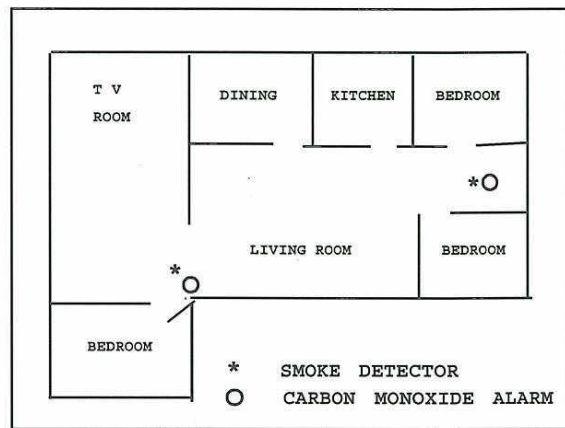 T V
ROOM
DINING
KITCHEN
BEDROOM
*
LIVING ROOM
BEDROOM
*
BEDROOM
* SMOKE DETECTOR
CARBON MONOXIDE ALARM